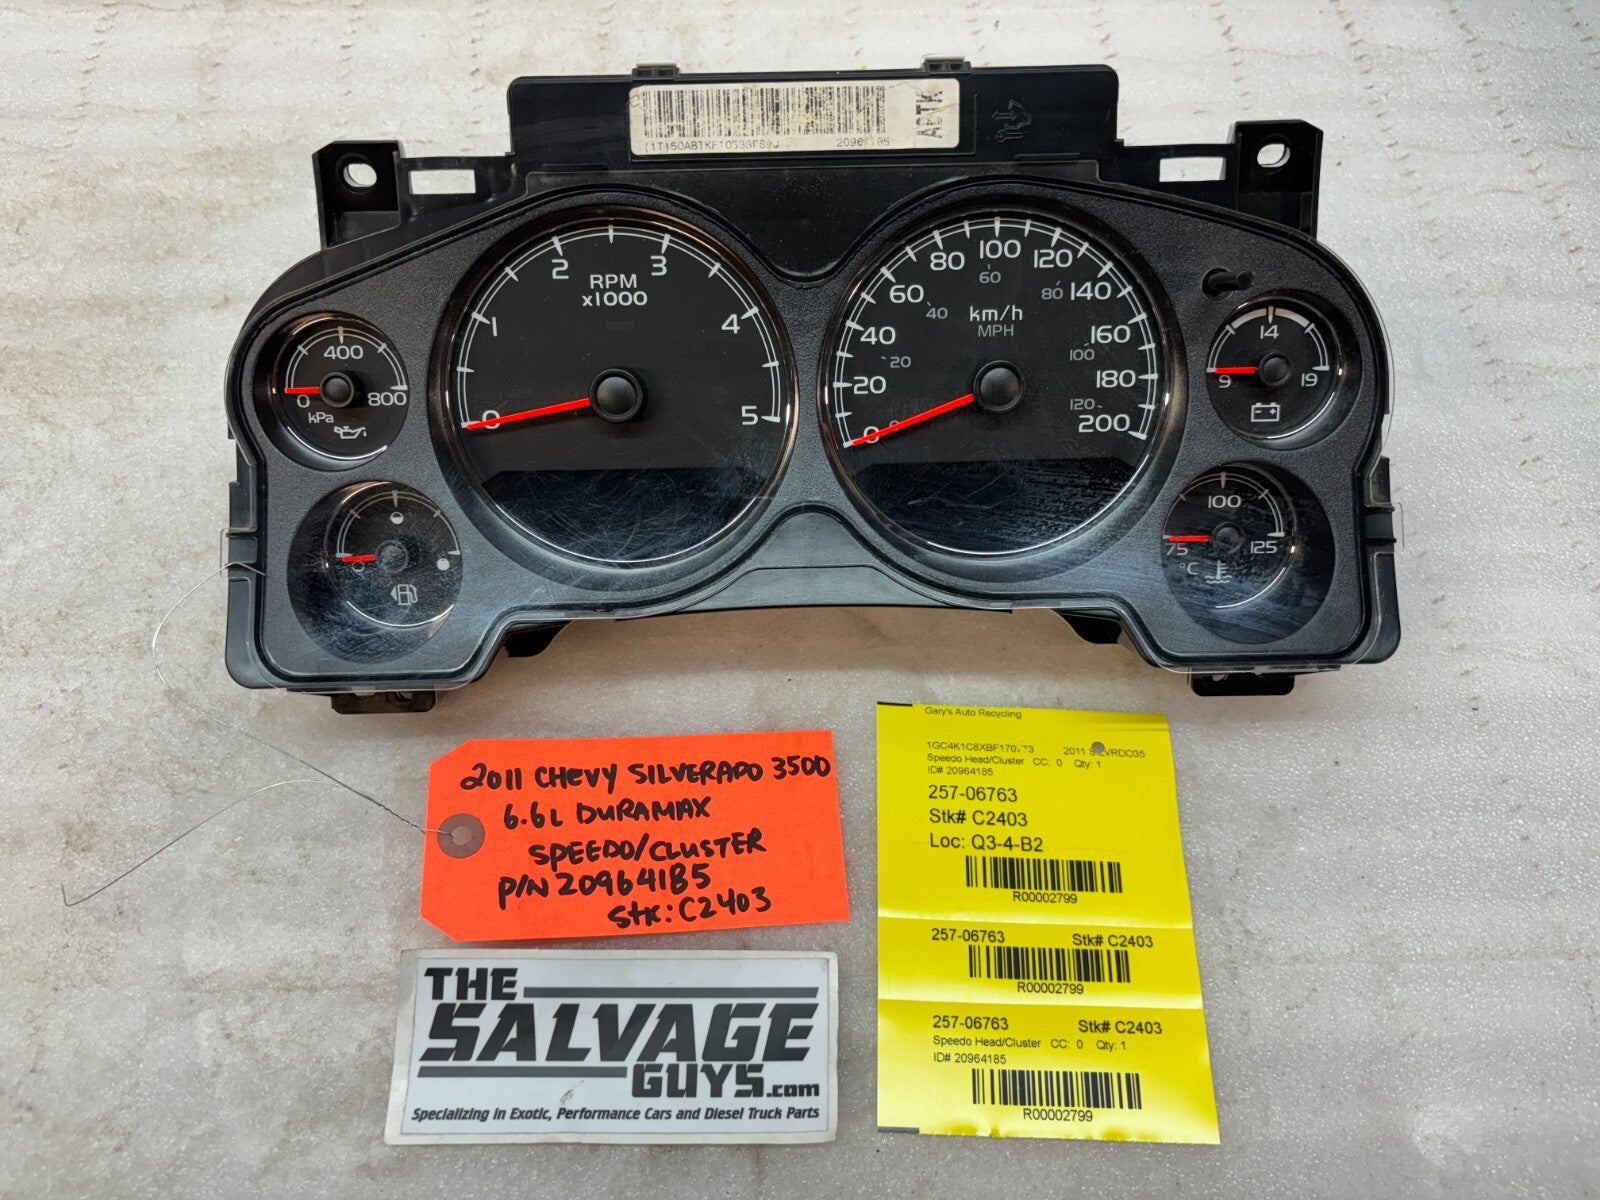 20967185
ABTK
RPM
x1000
0
1
2
3
4
5
km/h
MPH
0
20
40
60
80
100
120
140
160
180
200
20
40
60
80
100
120
0
400
800
kPa
9
14
19
75
100
125
°C
2011 CHEVY SILVERADO 3500
6.6L DURAMAX
SPEEDO/CLUSTER
P/N 20964185
Stk: C2403
THE
SALVAGE
GUYS.com
Specializing in Exotic, Performance Cars and Diesel Truck Parts
Gary's Auto Recycling
2011 SILVRDO35
Speedo Head/Cluster CC: 0 Qty: 1
ID# 20964185
257-06763
Stk# C2403
Loc: Q3-4-B2
R00002799
257-06763 Stk# C2403
R00002799
257-06763 Stk# C2403
Speedo Head/Cluster CC: 0 Qty: 1
ID# 20964185
R00002799